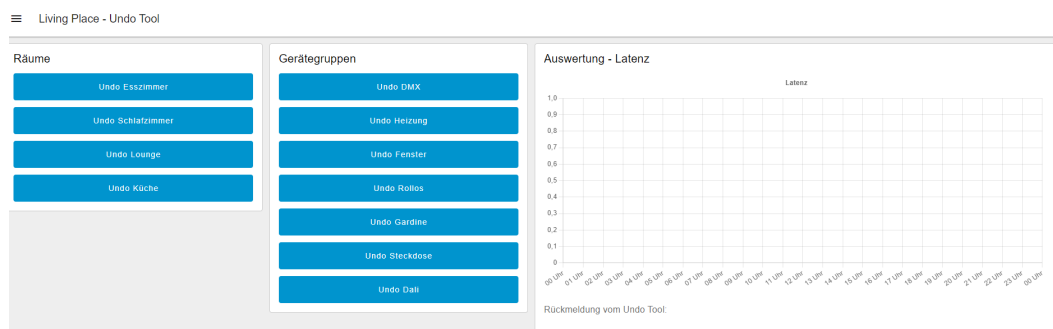 Living Place - Undo Tool
Räume
Undo Esszimmer
Undo Schlafzimmer
Undo Lounge
Undo Küche
Gerätegruppen
Undo DMX
Undo Heizung
Undo Fenster
Undo Rollos
Undo Gardine
Undo Steckdose
Undo Dali
Auswertung - Latenz
Latenz
1,0
0,9
0,8
0,7
0,6
0,5
0,4
0,3
0,2
0,1
0
00 Uhr 01 Uhr 02 Uhr 03 Uhr 04 Uhr 05 Uhr 06 Uhr 07 Uhr 08 Uhr 09 Uhr 10 Uhr 11 Uhr 12 Uhr 13 Uhr 14 Uhr 15 Uhr 16 Uhr 17 Uhr 18 Uhr 19 Uhr 20 Uhr 21 Uhr 22 Uhr 23 Uhr 00 Uhr
Rückmeldung vom Undo Tool: